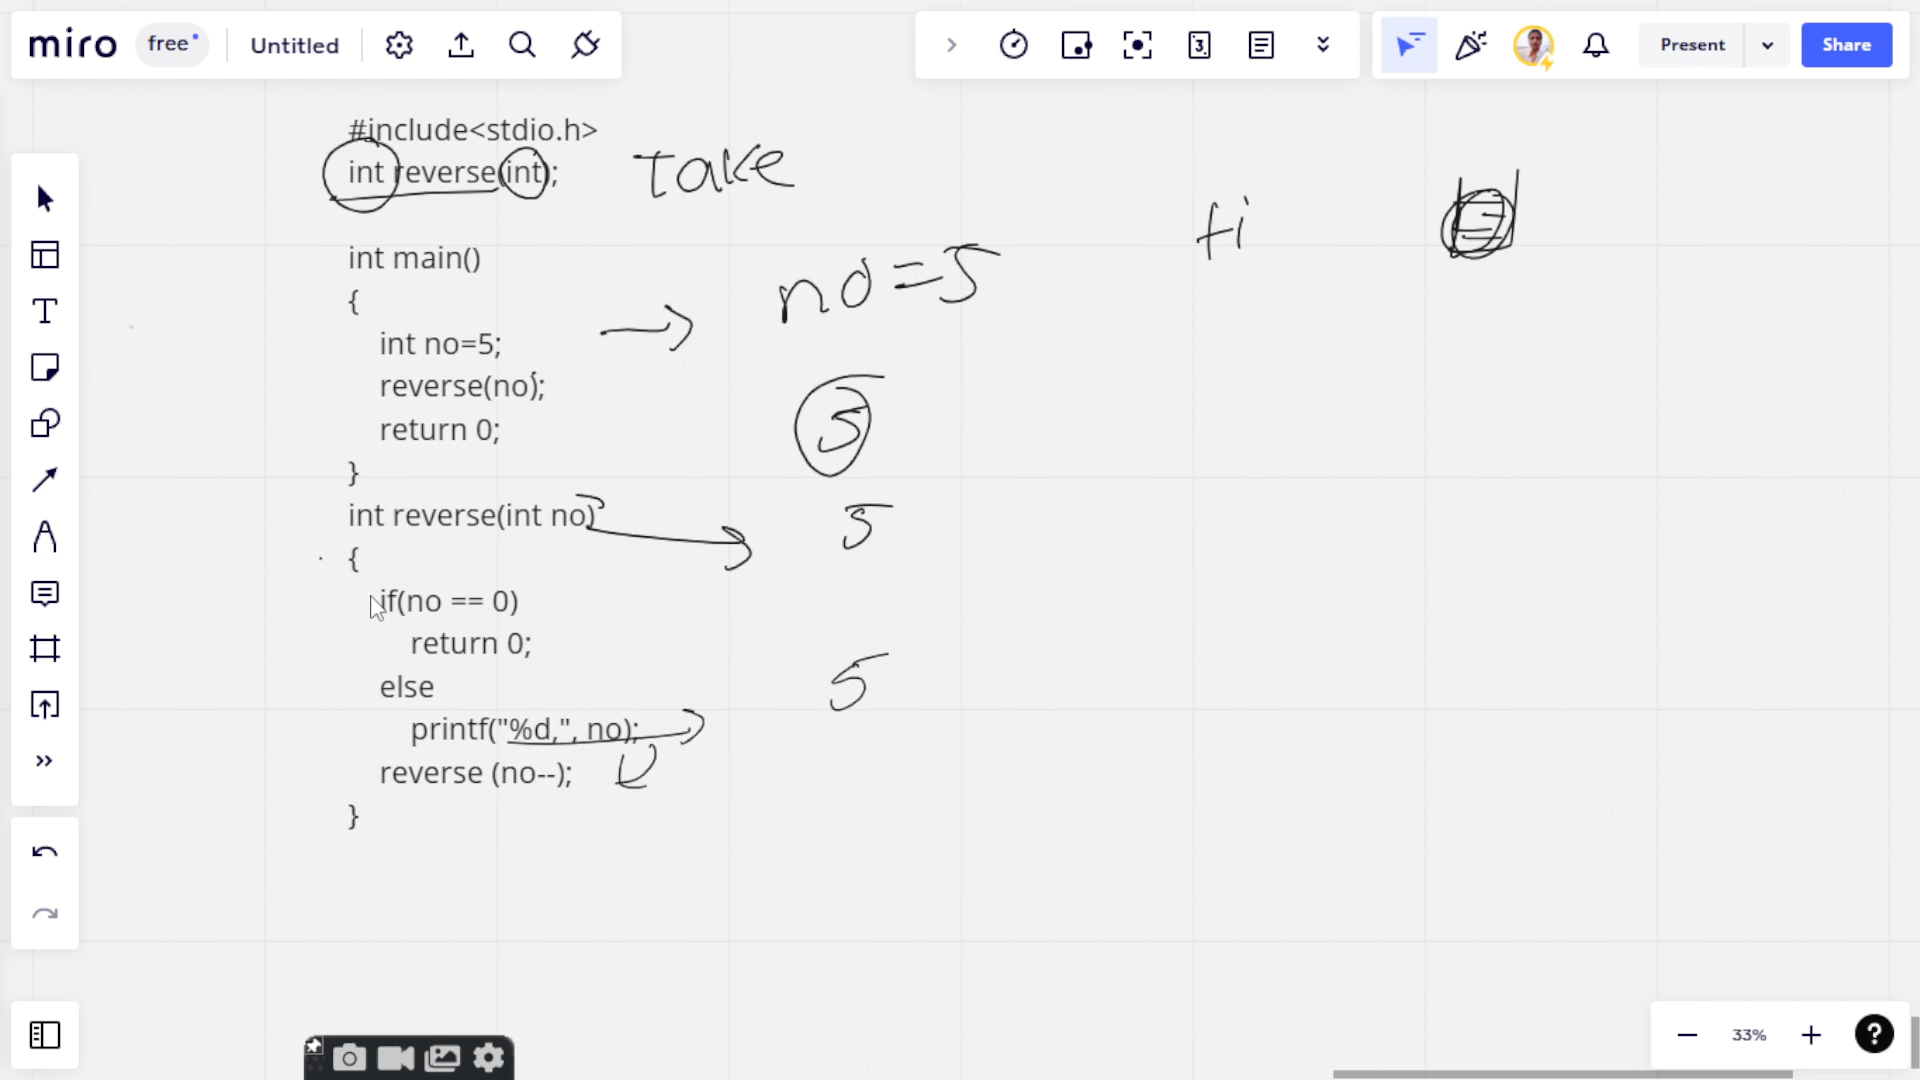 miro free Untitled
Present Share
#include<stdio.h>
int reverse(int);
Take
fi
int main()
no=5
{
int no=5;
reverse(no);
5
return 0;
}
int reverse(int no)
5
{
if(no == 0)
return 0;
else
5
printf("%d,", no);
reverse (no--);
}
33%